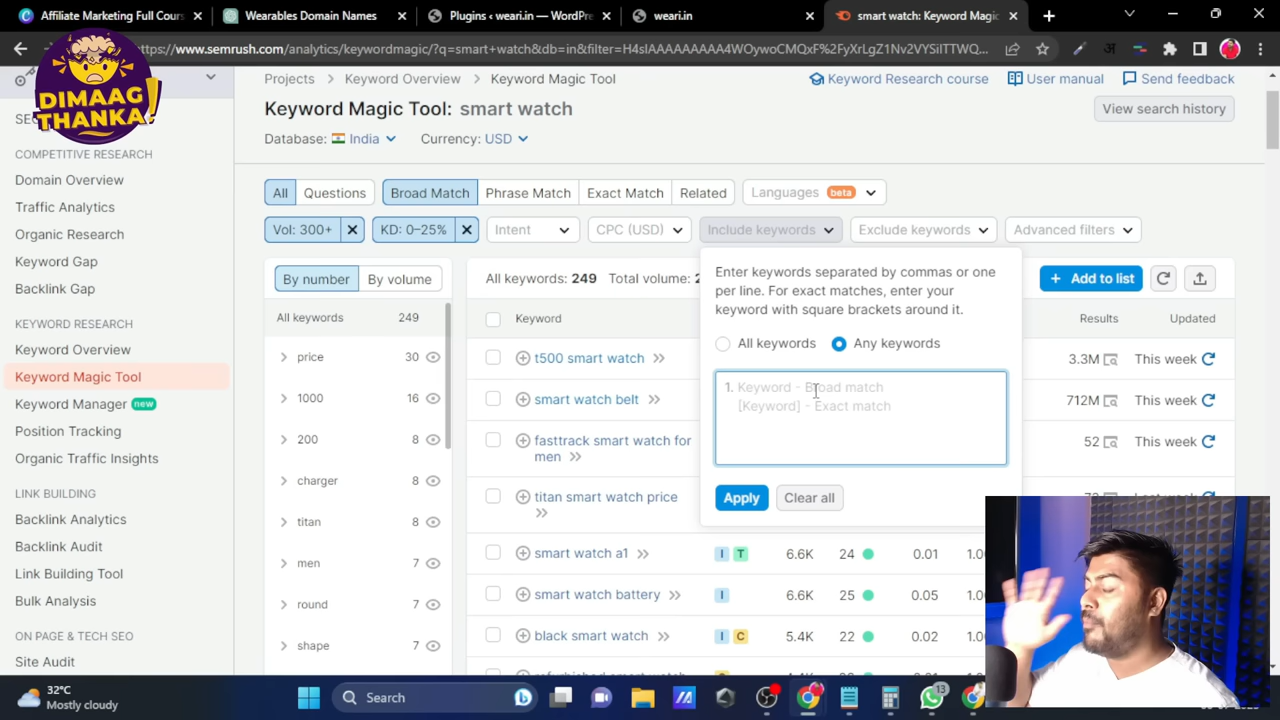 Affiliate Marketing Full Cours
Wearables Domain Names
Plugins ‹ weari.in — WordPre
weari.in
smart watch: Keyword Magic
https://www.semrush.com/analytics/keywordmagic/?q=smart+watch&db=in&filter=
DIMAAG
THANKA!
COMPETITIVE RESEARCH
Domain Overview
Traffic Analytics
Organic Research
Keyword Gap
Backlink Gap
KEYWORD RESEARCH
Keyword Overview
Keyword Magic Tool
Keyword Manager new
Position Tracking
Organic Traffic Insights
LINK BUILDING
Backlink Analytics
Backlink Audit
Link Building Tool
Bulk Analysis
ON PAGE & TECH SEO
Site Audit
Projects > Keyword Overview > Keyword Magic Tool
Keyword Research course User manual Send feedback
Keyword Magic Tool: smart watch
View search history
Database: India Currency: USD
All Questions Broad Match Phrase Match Exact Match Related Languages beta
Vol: 300+ KD: 0–25% Intent CPC (USD) Include keywords Exclude keywords Advanced filters
By number By volume
All keywords 249
price 30
1000 16
200 8
charger 8
titan 8
men 7
round 7
shape 7
All keywords: 249 Total volume:
+ Add to list
Keyword Results Updated
t500 smart watch 3.3M This week
smart watch belt 712M This week
fasttrack smart watch for men 52 This week
titan smart watch price
smart watch a1 I T 6.6K 24 0.01
smart watch battery I 6.6K 25 0.05
black smart watch I C 5.4K 22 0.02
Enter keywords separated by commas or one
per line. For exact matches, enter your
keyword with square brackets around it.
All keywords Any keywords
1. Keyword - Broad match
[Keyword] - Exact match
Apply Clear all
32°C
Mostly cloudy
Search
13